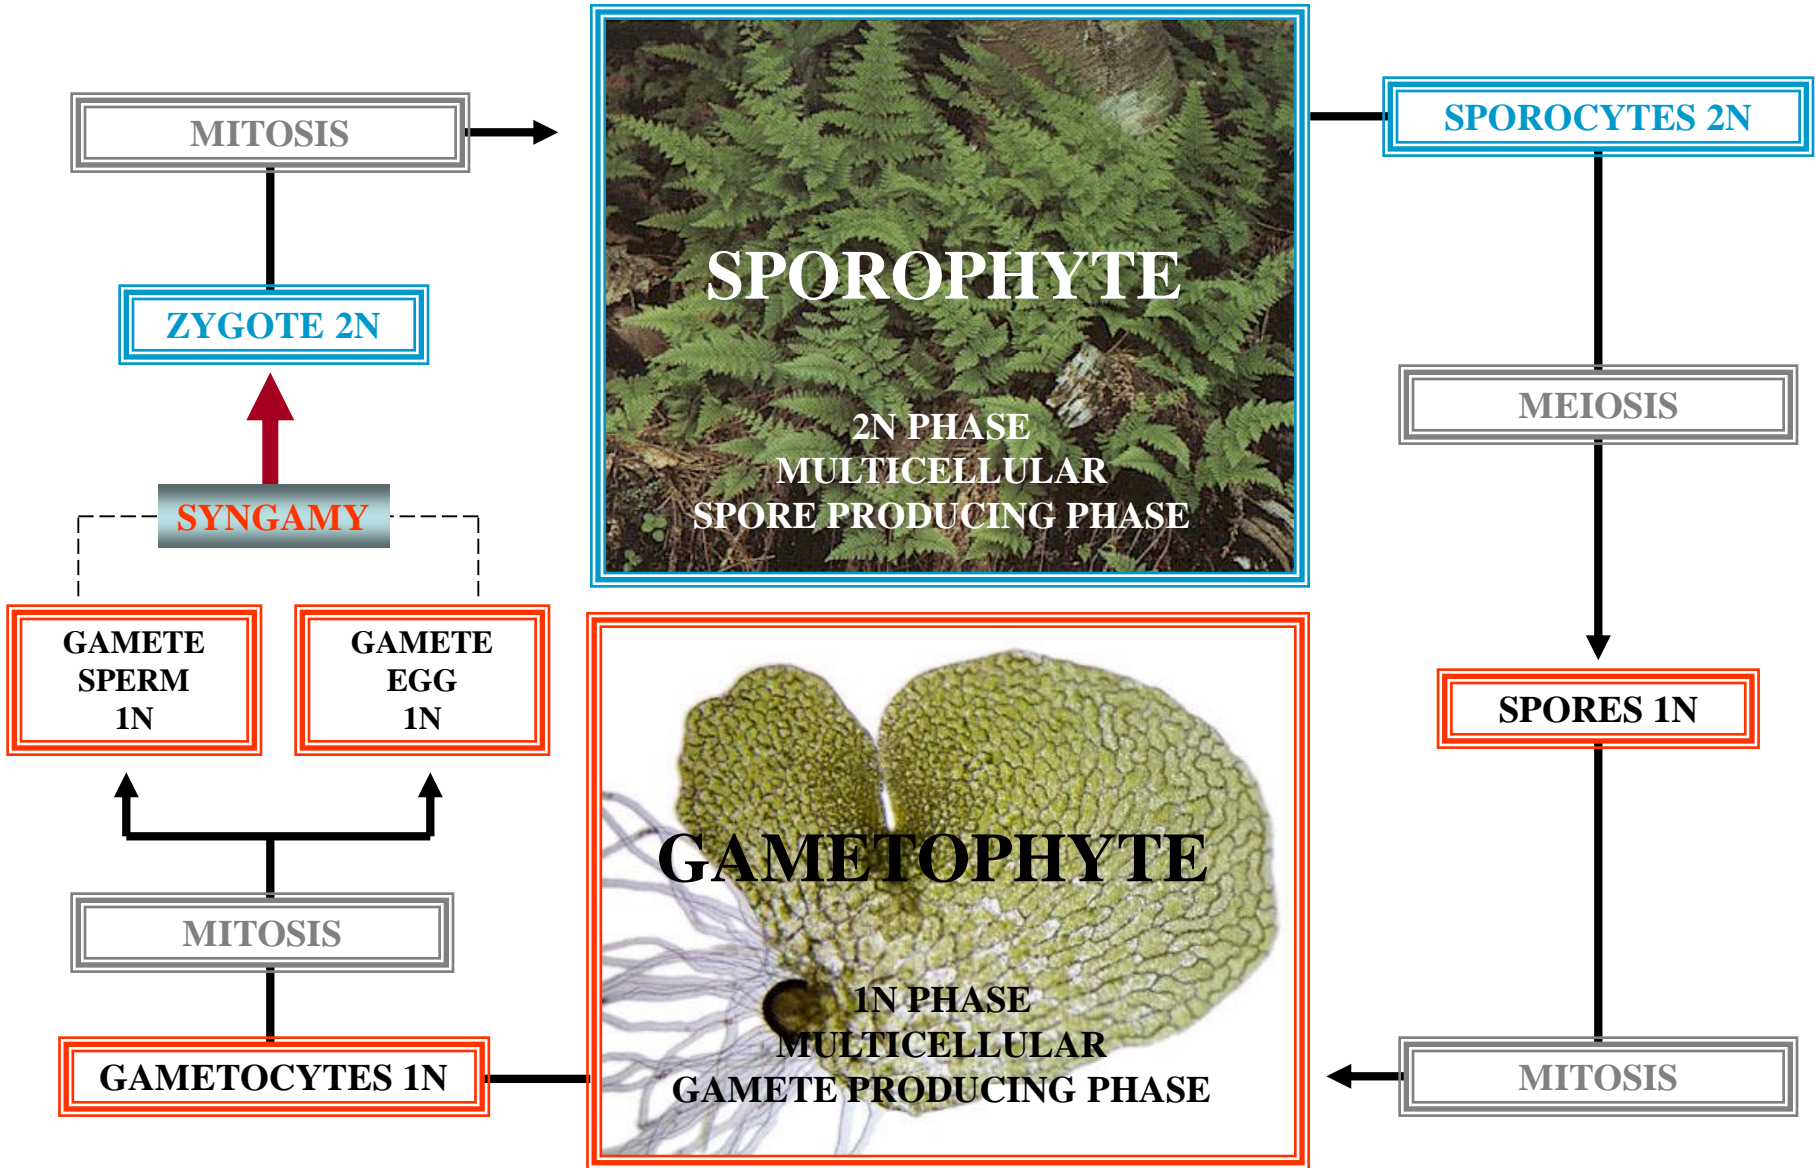 MITOSIS
SPOROCYTES 2N
SPOROPHYTE
ZYGOTE 2N
2N PHASE
MULTICELLULAR
SPORE PRODUCING PHASE
MEIOSIS
SYNGAMY
GAMETE
SPERM
1N
GAMETE
EGG
1N
SPORES 1N
GAMETOPHYTE
MITOSIS
1N PHASE
MULTICELLULAR
GAMETE PRODUCING PHASE
GAMETOCYTES 1N
MITOSIS